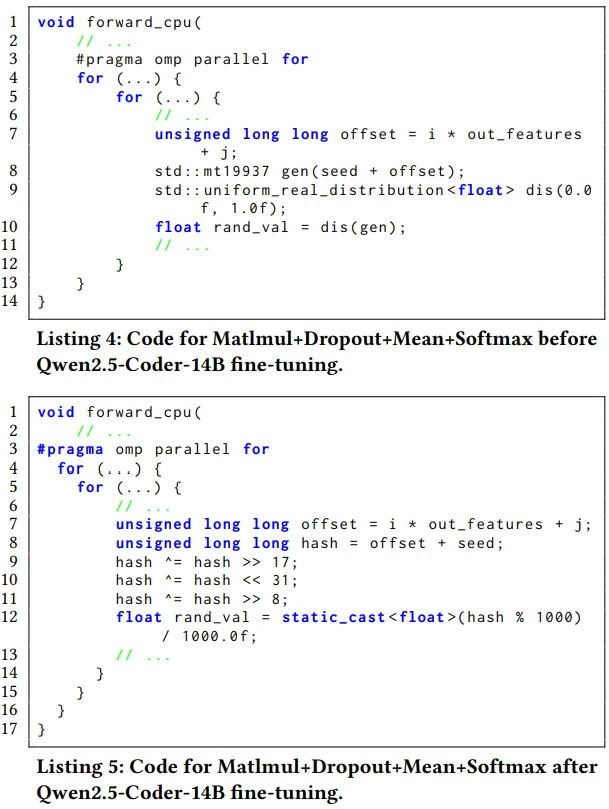 1 void forward_cpu(
2 // ...
3 #pragma omp parallel for
4 for (...) {
5 for (...) {
6 // ...
7 unsigned long long offset = i * out_features
+ j;
8 std::mt19937 gen(seed + offset);
9 std::uniform_real_distribution<float> dis(0.0
f, 1.0f);
10 float rand_val = dis(gen);
11 // ...
12 }
13 }
14 }
Listing 4: Code for Matlmul+Dropout+Mean+Softmax before
Qwen2.5-Coder-14B fine-tuning.
1 void forward_cpu(
2 // ...
3 #pragma omp parallel for
4 for (...) {
5 for (...) {
6 // ...
7 unsigned long long offset = i * out_features + j;
8 unsigned long long hash = offset + seed;
9 hash ^= hash >> 17;
10 hash ^= hash << 31;
11 hash ^= hash >> 8;
12 float rand_val = static_cast<float>(hash % 1000)
/ 1000.0f;
13 // ...
14 }
15 }
16 }
17 }
Listing 5: Code for Matlmul+Dropout+Mean+Softmax after
Qwen2.5-Coder-14B fine-tuning.